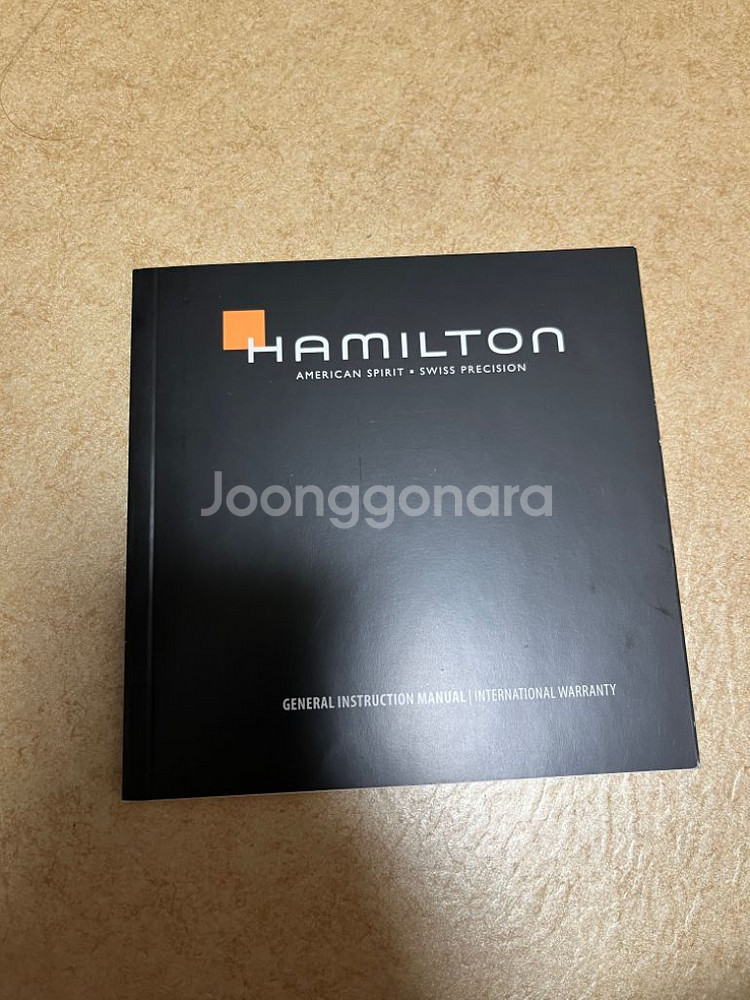 HAMILTON
AMERICAN SPIRIT ▪ SWISS PRECISION
Joonggonara
GENERAL INSTRUCTION MANUAL | INTERNATIONAL WARRANTY